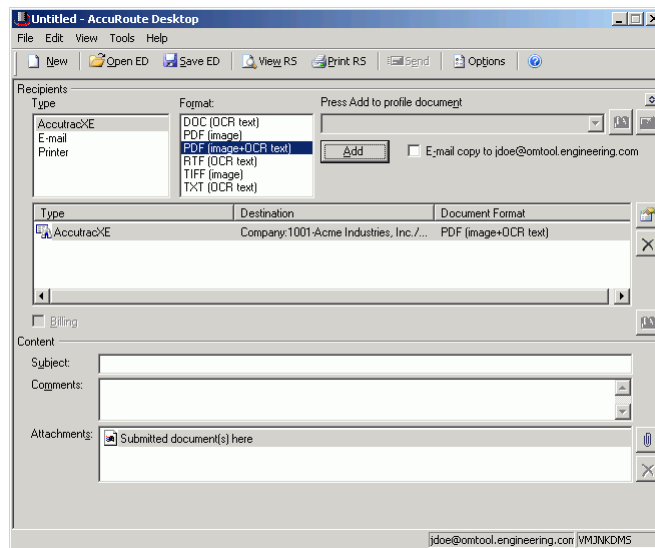 Untitled - AccuRoute Desktop
File Edit View Tools Help
New Open ED Save ED View RS Print RS Send Options
Recipients
Type Format: Press Add to profile document
AccutracXE
E-mail
Printer
DOC (OCR text)
PDF (image)
PDF (image+OCR text)
RTF (OCR text)
TIFF (image)
TXT (OCR text)
Add E-mail copy to jdoe@omtool.engineering.com
Type Destination Document Format
AccutracXE Company:1001-Acme Industries, Inc./... PDF (image+OCR text)
Billing
Content
Subject:
Comments:
Attachments: Submitted document(s) here
jdoe@omtool.engineering.com VMJNKDMS